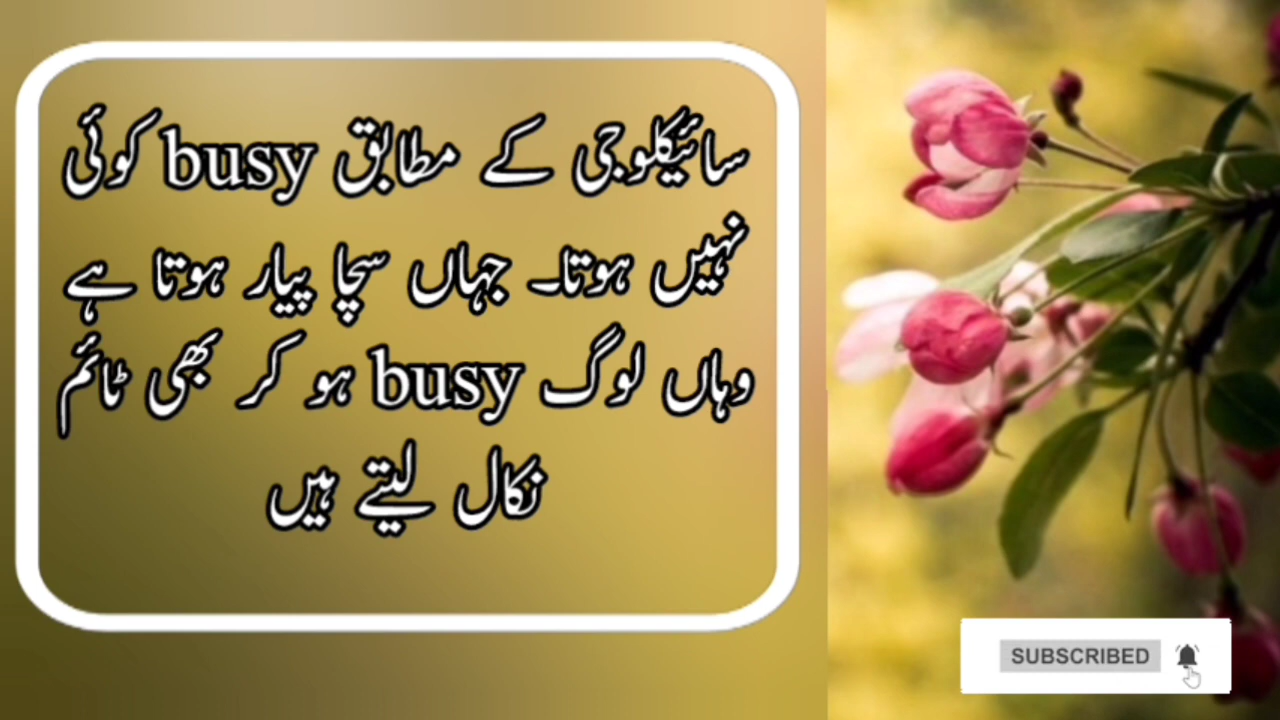 سائیکلوجی کے مطابق busy کوئی
نہیں ہوتا۔ جہاں سچا پیار ہوتا ہے
وہاں لوگ busy ہو کر بھی ٹائم
نکال لیتے ہیں
SUBSCRIBED